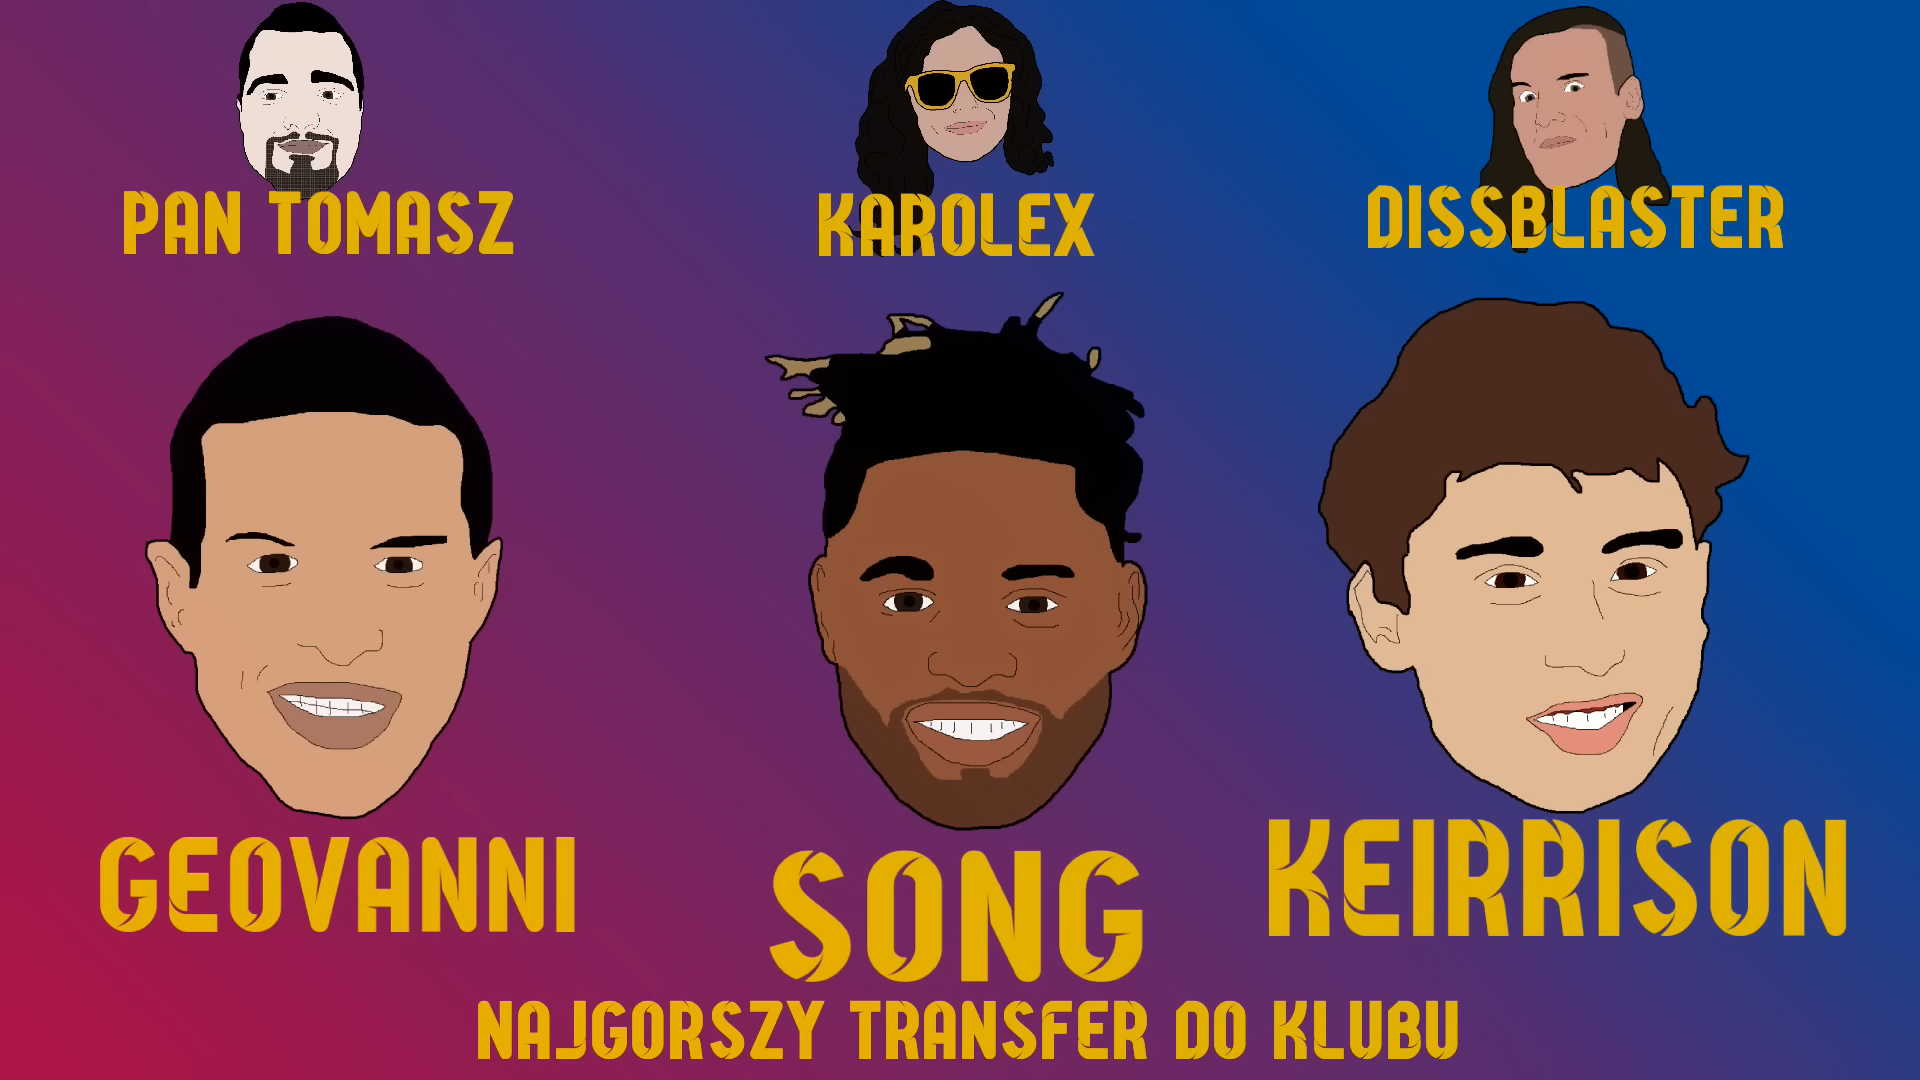 PAN TOMASZ
KAROLEX
DISSBLASTER
GEOVANNI
SONG
KEIRRISON
NAJGORSZY TRANSFER DO KLUBU